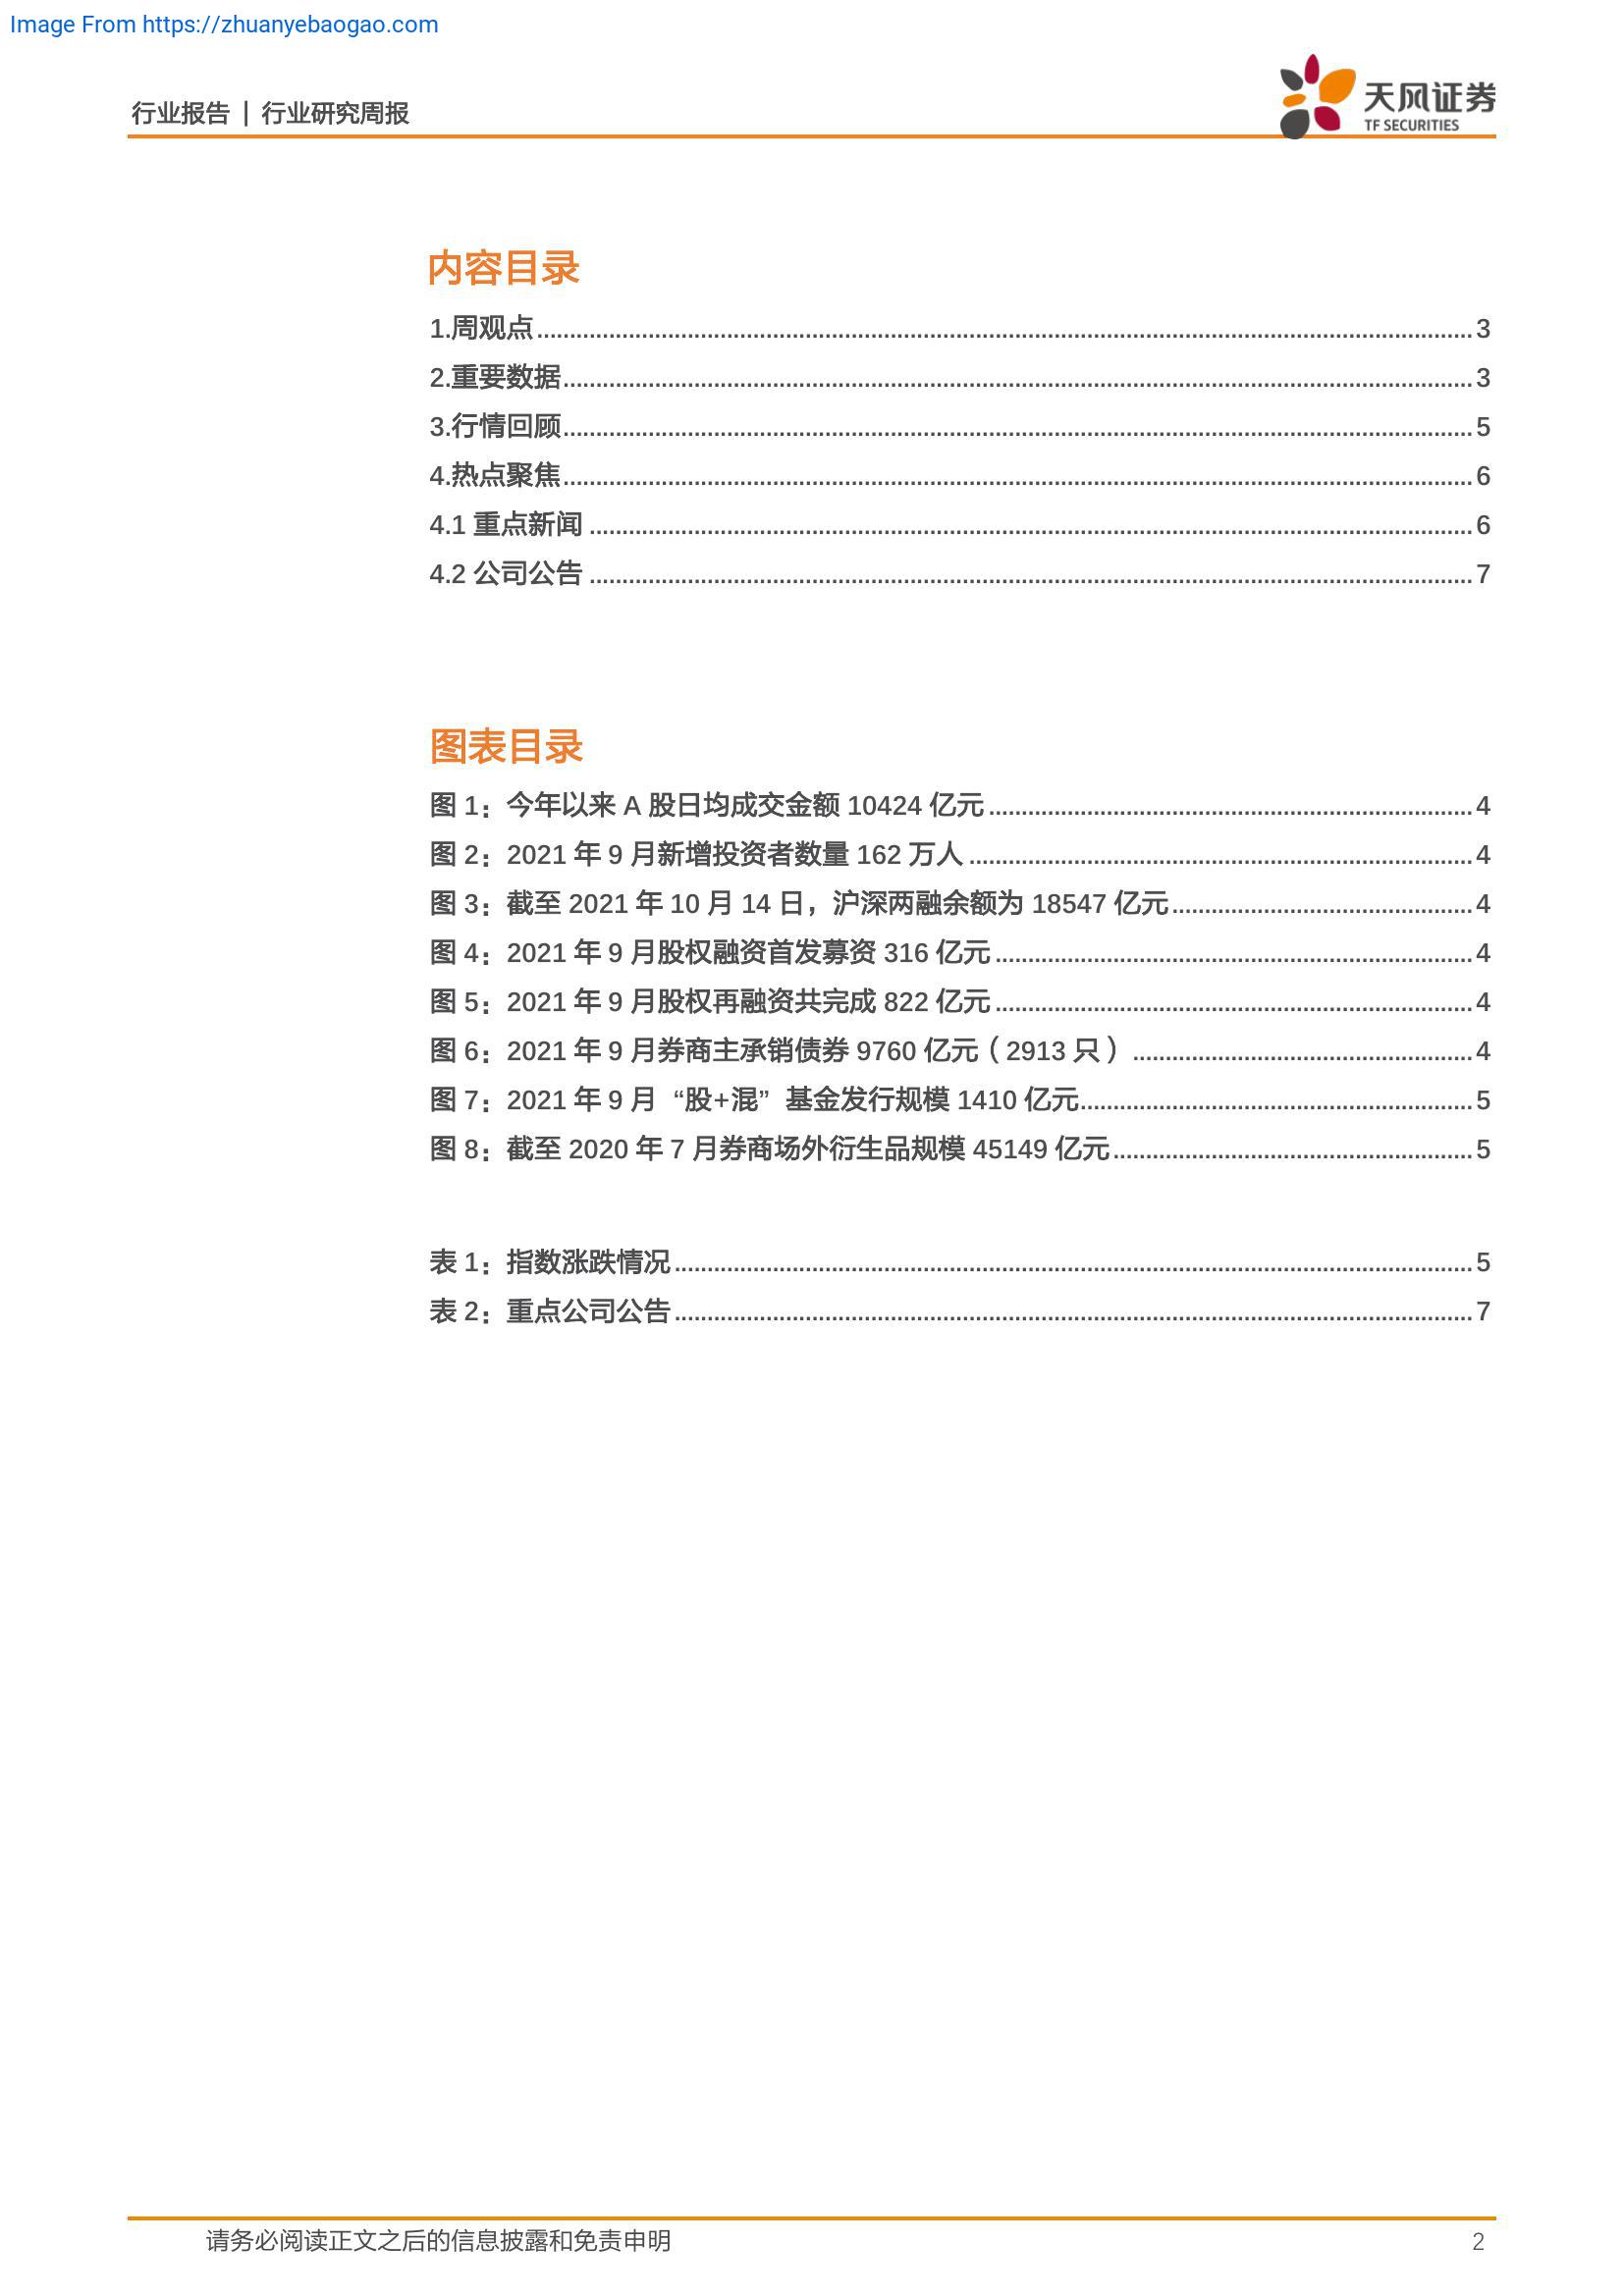 Image From https://zhuanyebaogao.com
行业报告 | 行业研究周报
天风证券
TF SECURITIES
内容目录
1.周观点........................................................................................................3
2.重要数据........................................................................................................3
3.行情回顾........................................................................................................5
4.热点聚焦........................................................................................................6
4.1 重点新闻........................................................................................................6
4.2 公司公告........................................................................................................7
图表目录
图 1：今年以来 A 股日均成交金额 10424 亿元........................................................4
图 2：2021 年 9 月新增投资者数量 162 万人........................................................4
图 3：截至 2021 年 10 月 14 日，沪深两融余额为 18547 亿元........................................4
图 4：2021 年 9 月股权融资首发募资 316 亿元........................................................4
图 5：2021 年 9 月股权再融资共完成 822 亿元........................................................4
图 6：2021 年 9 月券商主承销债券 9760 亿元（2913 只）........................................4
图 7：2021 年 9 月 “股+混” 基金发行规模 1410 亿元........................................5
图 8：截至 2020 年 7 月券商场外衍生品规模 45149 亿元........................................5
表 1：指数涨跌情况........................................................................................5
表 2：重点公司公告........................................................................................7
请务必阅读正文之后的信息披露和免责申明
2